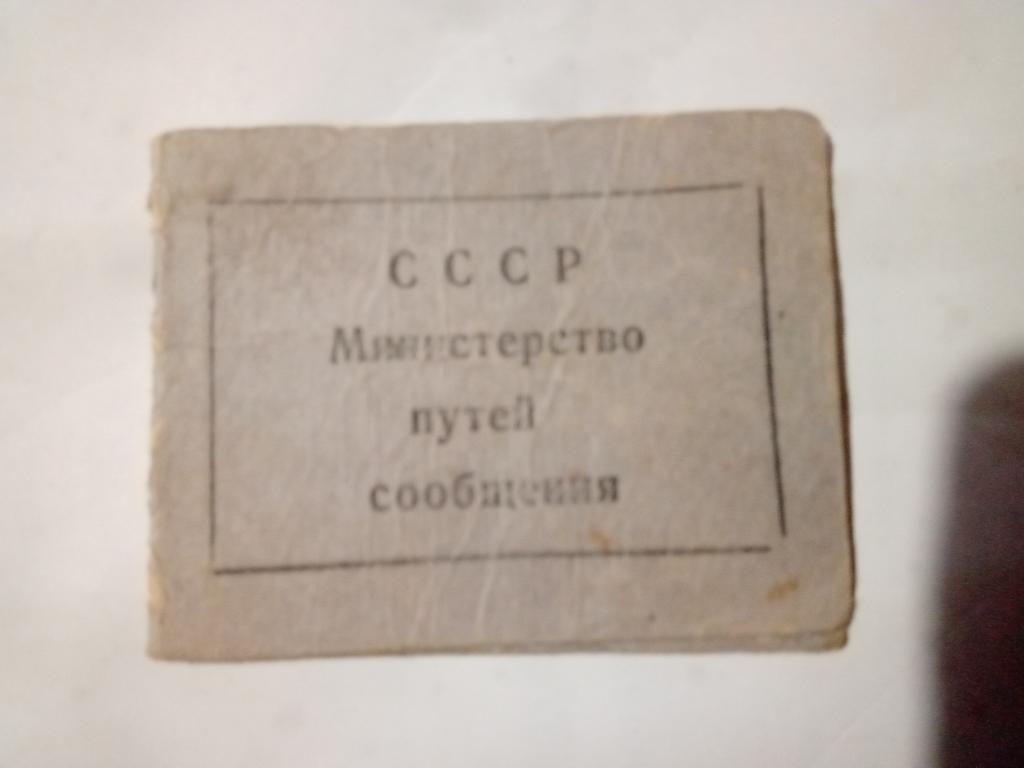 СССР
Министерство
путей
сообщения